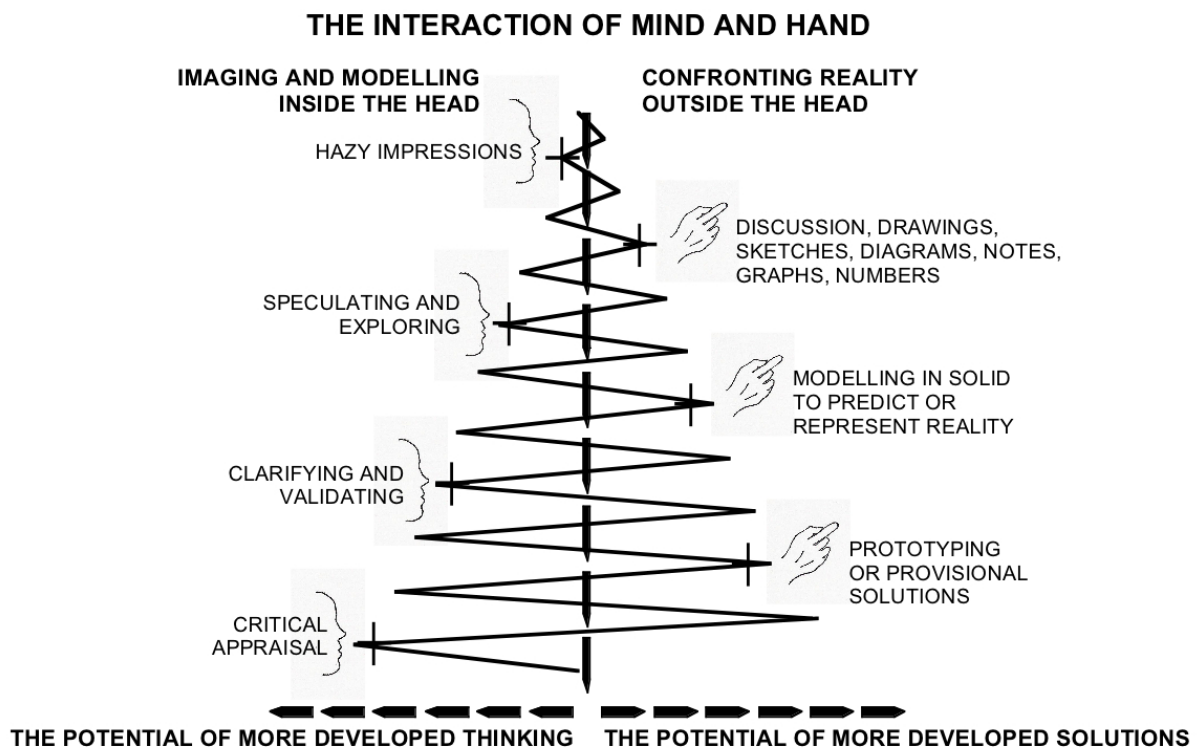 THE INTERACTION OF MIND AND HAND
IMAGING AND MODELLING
INSIDE THE HEAD
CONFRONTING REALITY
OUTSIDE THE HEAD
HAZY IMPRESSIONS
DISCUSSION, DRAWINGS,
SKETCHES, DIAGRAMS, NOTES,
GRAPHS, NUMBERS
SPECULATING AND
EXPLORING
MODELLING IN SOLID
TO PREDICT OR
REPRESENT REALITY
CLARIFYING AND
VALIDATING
PROTOTYPING
OR PROVISIONAL
SOLUTIONS
CRITICAL
APPRAISAL
THE POTENTIAL OF MORE DEVELOPED THINKING
THE POTENTIAL OF MORE DEVELOPED SOLUTIONS